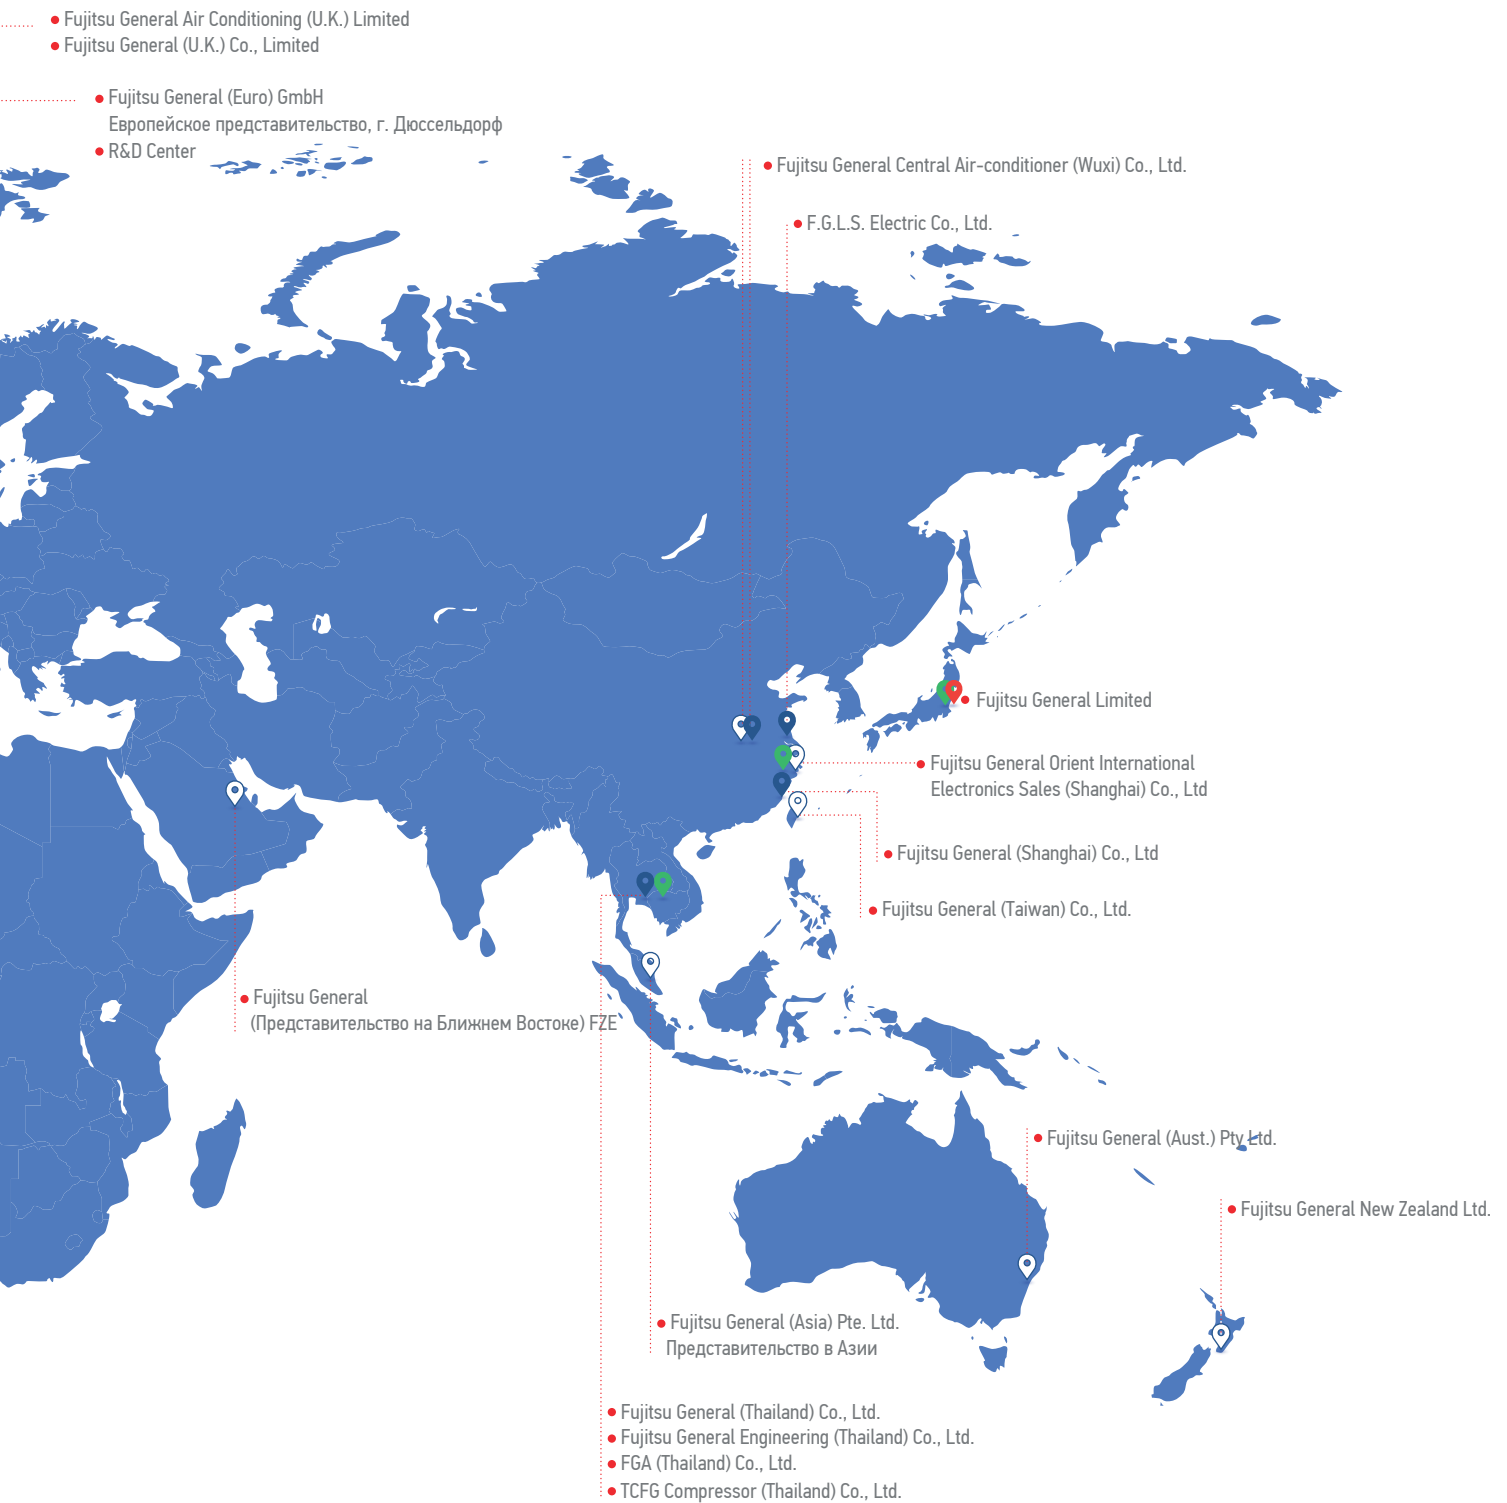 Fujitsu General Air Conditioning (U.K.) Limited
Fujitsu General (U.K.) Co., Limited
Fujitsu General (Euro) GmbH
Европейское представительство, г. Дюссельдорф
R&D Center
Fujitsu General Central Air-conditioner (Wuxi) Co., Ltd.
F.G.L.S. Electric Co., Ltd.
Fujitsu General Limited
Fujitsu General Orient International
Electronics Sales (Shanghai) Co., Ltd
Fujitsu General (Shanghai) Co., Ltd
Fujitsu General (Taiwan) Co., Ltd.
Fujitsu General
(Представительство на Ближнем Востоке) FZE
Fujitsu General (Aust.) Pty Ltd.
Fujitsu General New Zealand Ltd.
Fujitsu General (Asia) Pte. Ltd.
Представительство в Азии
Fujitsu General (Thailand) Co., Ltd.
Fujitsu General Engineering (Thailand) Co., Ltd.
FGA (Thailand) Co., Ltd.
TCFG Compressor (Thailand) Co., Ltd.